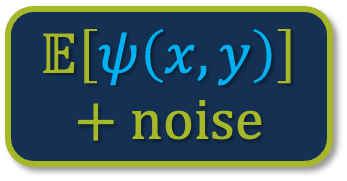 𝔼[𝜓(𝑥, 𝑦)]
+ noise